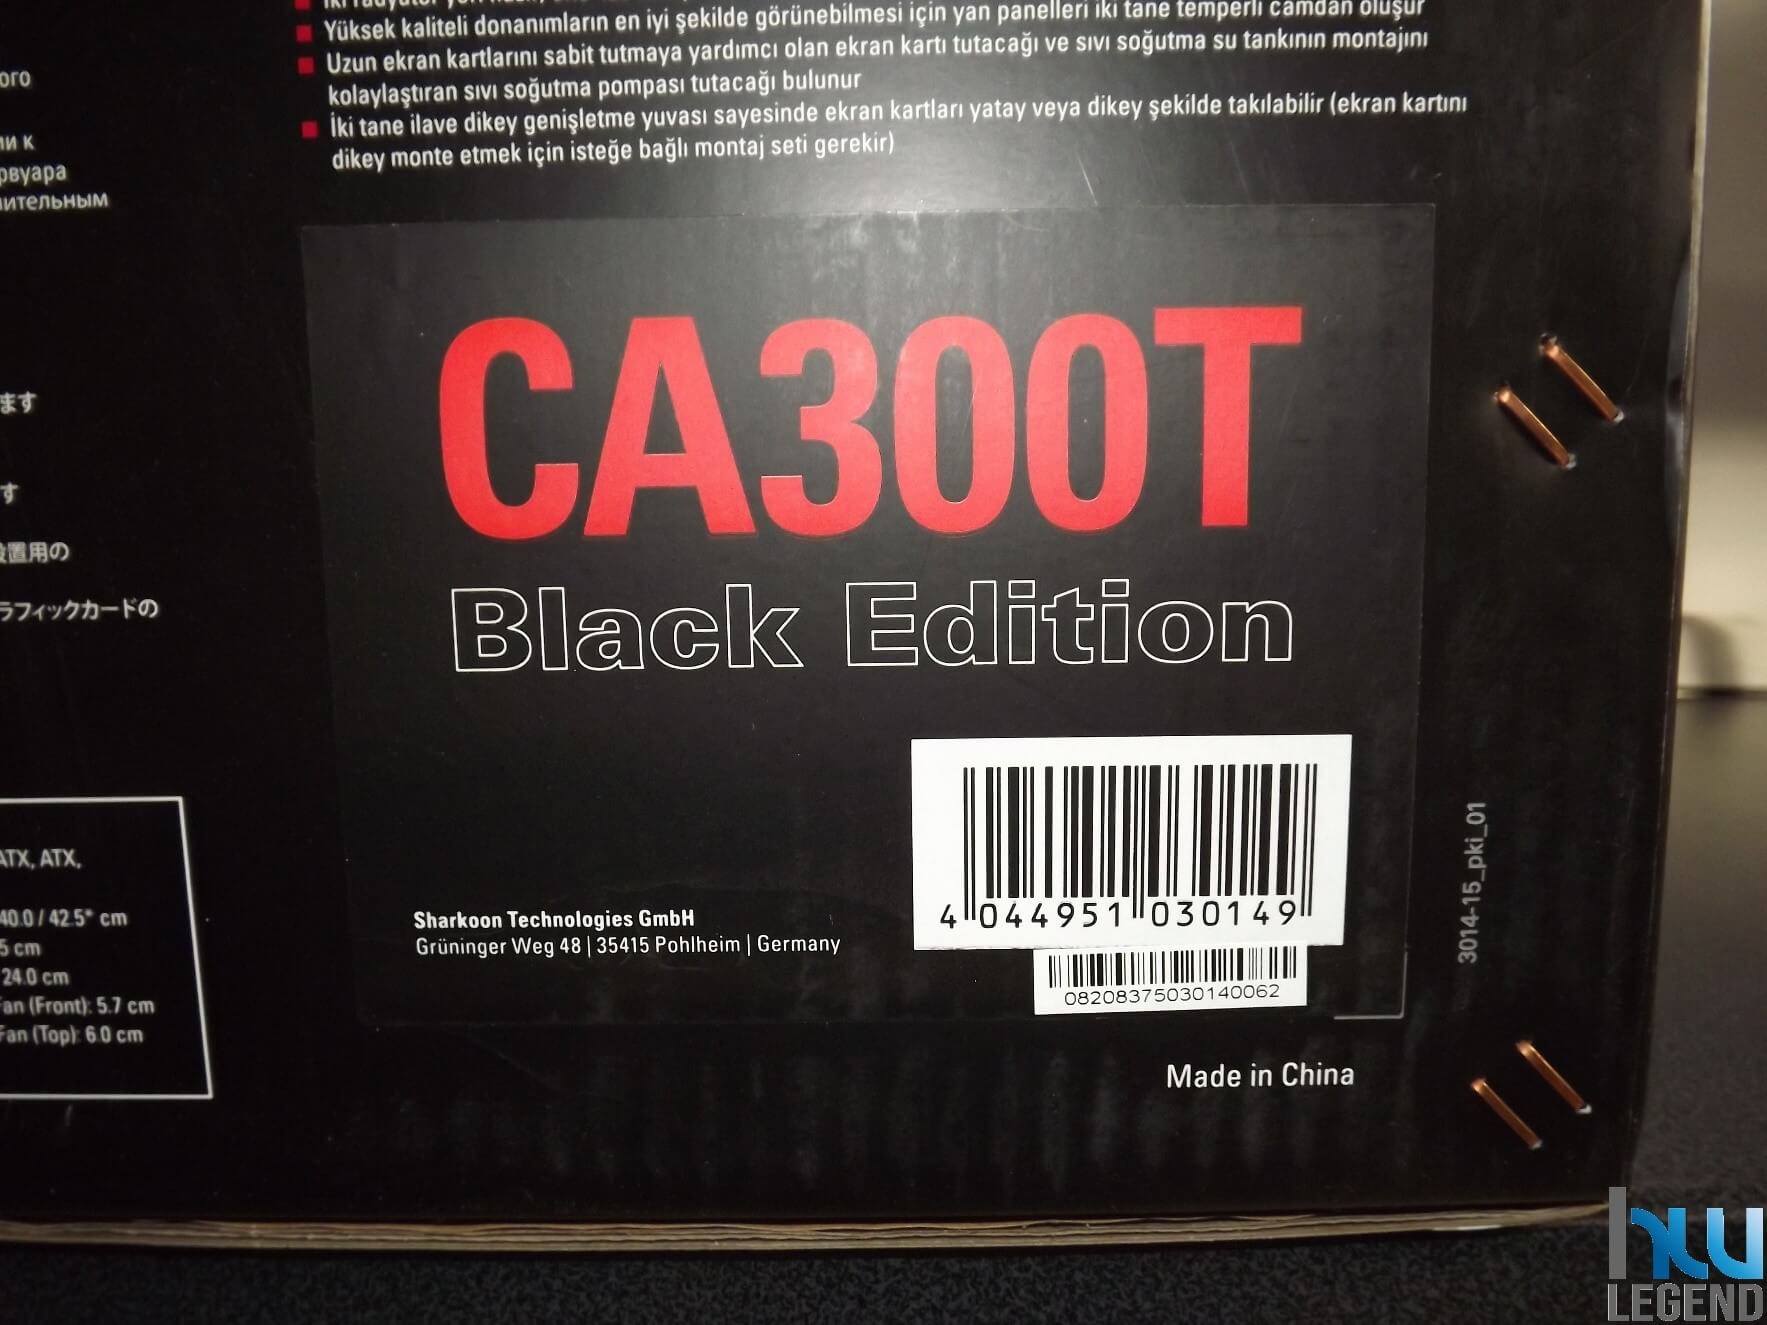 Yüksek kaliteli donanımların en iyi şekilde görünebilmesi için yan panelleri iki tane temperli camdan oluşur
Uzun ekran kartlarını sabit tutmaya yardımcı olan ekran kartı tutacağı ve sıvı soğutma su tankının montajını
kolaylaştıran sıvı soğutma pompası tutacağı bulunur
İki tane ilave dikey genişletme yuvası sayesinde ekran kartları yatay veya dikey şekilde takılabilir (ekran kartını
dikey monte etmek için isteğe bağlı montaj seti gerekir)
ого
ли к
рвуара
ительным
ます
す
置用の
ラフィックカードの
CA300T
Black Edition
ATX, ATX,
40.0 / 42.5* cm
5 cm
24.0 cm
Fan (Front): 5.7 cm
Fan (Top): 6.0 cm
Sharkoon Technologies GmbH
Grüninger Weg 48 | 35415 Pohlheim | Germany
4 044951 030149
08208375030140062
3014-15_pki_01
Made in China
hw
LEGEND